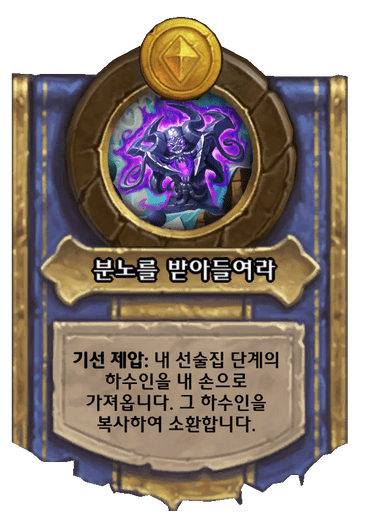 분노를 받아들여라
기선 제압: 내 선술집 단계의
하수인을 내 손으로
가져옵니다. 그 하수인을
복사하여 소환합니다.